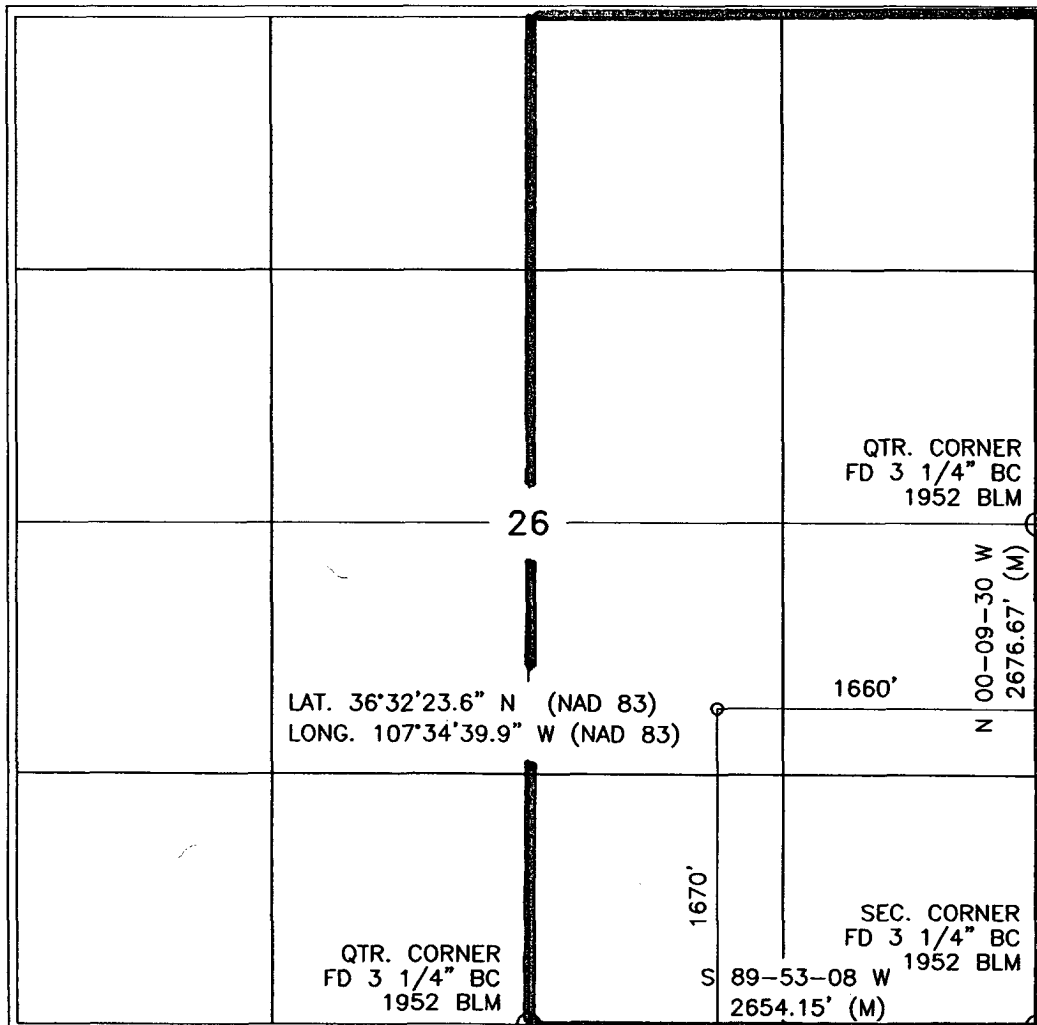 QTR. CORNER
FD 3 1/4" BC
1952 BLM
26
N 00-09-30 W
2676.67' (M)
1660'
LAT. 36°32'23.6" N (NAD 83)
LONG. 107°34'39.9" W (NAD 83)
1670'
SEC. CORNER
FD 3 1/4" BC
1952 BLM
QTR. CORNER
FD 3 1/4" BC
1952 BLM
S 89-53-08 W
2654.15' (M)